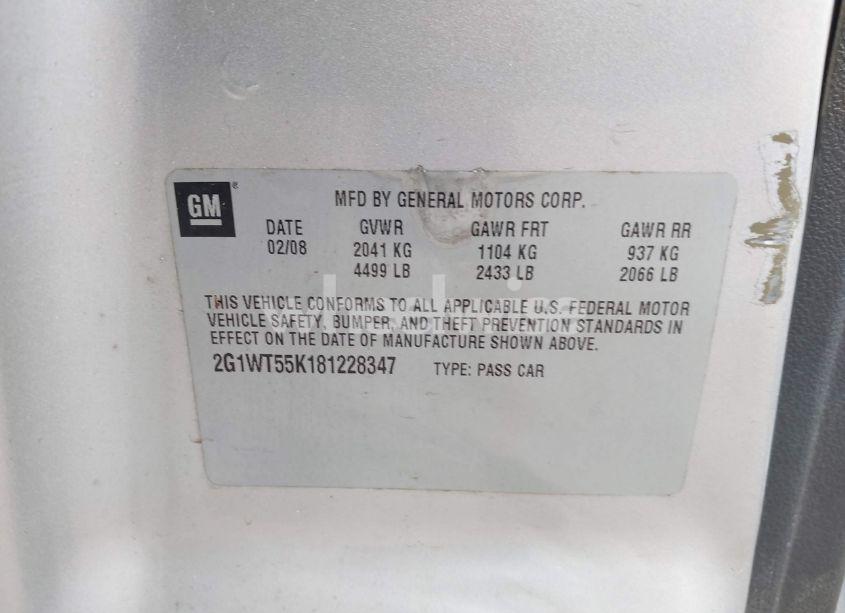 GM ®
MFD BY GENERAL MOTORS CORP.
DATE GVWR GAWR FRT GAWR RR
02/08 2041 KG 1104 KG 937 KG
4499 LB 2433 LB 2066 LB
THIS VEHICLE CONFORMS TO ALL APPLICABLE U.S. FEDERAL MOTOR
VEHICLE SAFETY, BUMPER, AND THEFT PREVENTION STANDARDS IN
EFFECT ON THE DATE OF MANUFACTURE SHOWN ABOVE.
2G1WT55K181228347 TYPE: PASS CAR